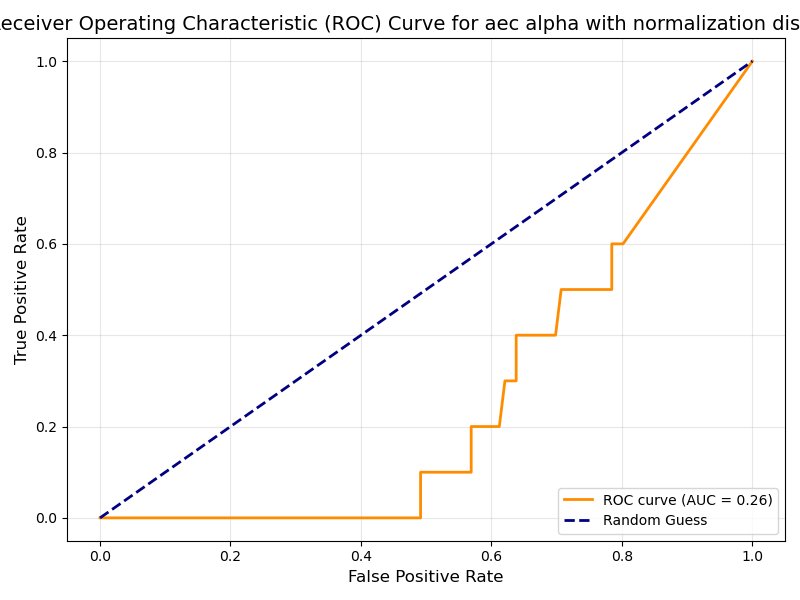 eceiver Operating Characteristic (ROC) Curve for aec alpha with normalization dis
True Positive Rate
1.0
0.8
0.6
0.4
0.2
0.0
ROC curve (AUC = 0.26)
Random Guess
0.0 0.2 0.4 0.6 0.8 1.0
False Positive Rate